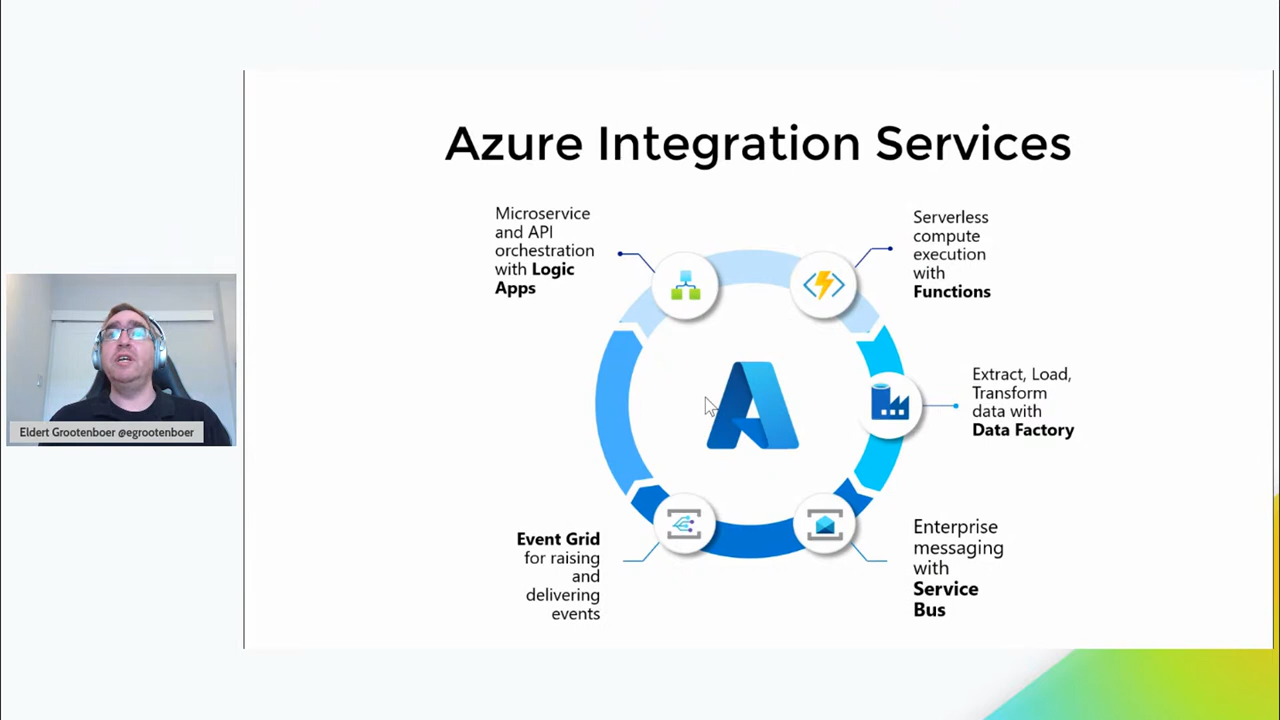 Azure Integration Services
Microservice
and API
orchestration
with Logic
Apps
Serverless
compute
execution
with
Functions
Extract, Load,
Transform
data with
Data Factory
Eldert Grootenboer @egrootenboer
Event Grid
for raising
and
delivering
events
Enterprise
messaging
with
Service
Bus